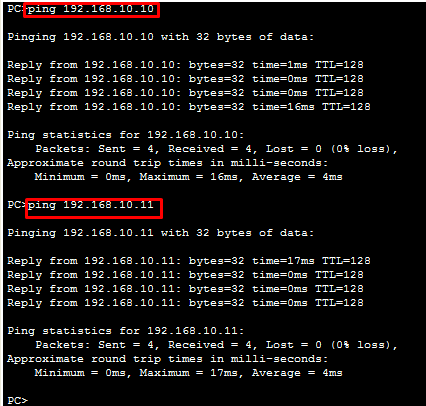 PC>ping 192.168.10.10
Pinging 192.168.10.10 with 32 bytes of data:
Reply from 192.168.10.10: bytes=32 time=1ms TTL=128
Reply from 192.168.10.10: bytes=32 time=0ms TTL=128
Reply from 192.168.10.10: bytes=32 time=0ms TTL=128
Reply from 192.168.10.10: bytes=32 time=16ms TTL=128
Ping statistics for 192.168.10.10:
Packets: Sent = 4, Received = 4, Lost = 0 (0% loss),
Approximate round trip times in milli-seconds:
Minimum = 0ms, Maximum = 16ms, Average = 4ms
PC>ping 192.168.10.11
Pinging 192.168.10.11 with 32 bytes of data:
Reply from 192.168.10.11: bytes=32 time=17ms TTL=128
Reply from 192.168.10.11: bytes=32 time=0ms TTL=128
Reply from 192.168.10.11: bytes=32 time=0ms TTL=128
Reply from 192.168.10.11: bytes=32 time=0ms TTL=128
Ping statistics for 192.168.10.11:
Packets: Sent = 4, Received = 4, Lost = 0 (0% loss),
Approximate round trip times in milli-seconds:
Minimum = 0ms, Maximum = 17ms, Average = 4ms
PC>